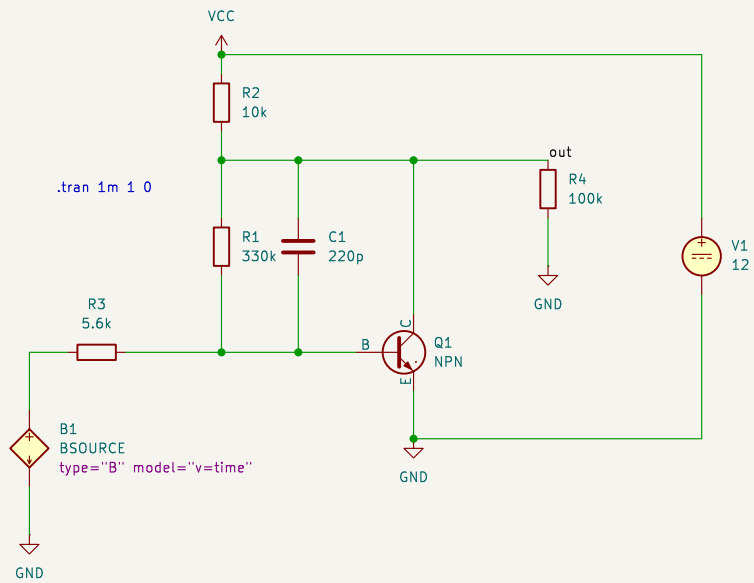 VCC
R2
10k
out
.tran 1m 1 0
R4
100k
R1
330k
C1
220p
V1
12
GND
R3
5.6k
C
B
Q1
NPN
E
B1
BSOURCE
type="B" model="v=time"
GND
GND